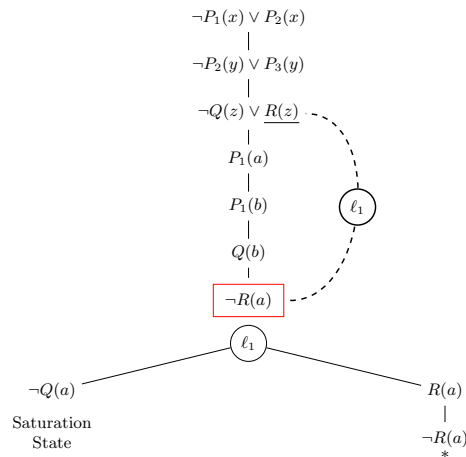 ¬P₁(x) ∨ P₂(x)
¬P₂(y) ∨ P₃(y)
¬Q(z) ∨ R(z)
P₁(a)
P₁(b)
ℓ₁
Q(b)
¬R(a)
ℓ₁
¬Q(a)
R(a)
Saturation
State
¬R(a)
*